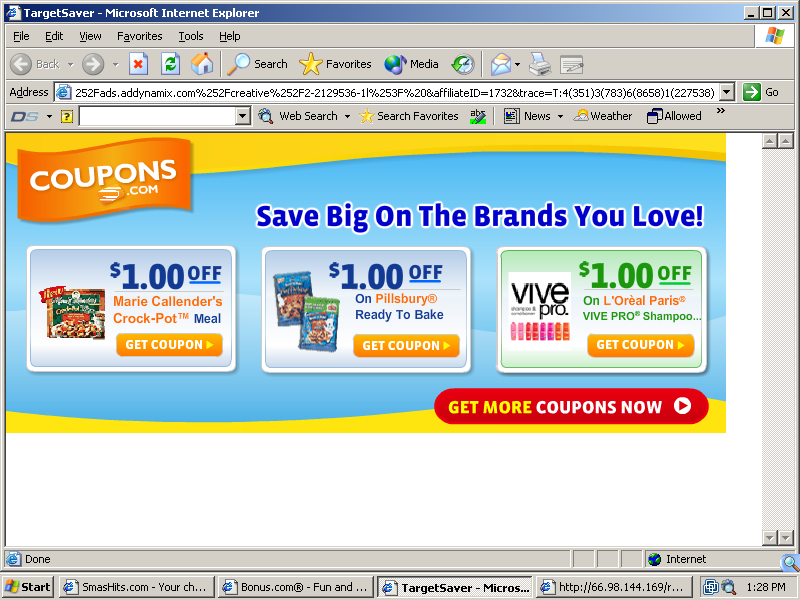 TargetSaver - Microsoft Internet Explorer
File Edit View Favorites Tools Help
Back Search Favorites Media
Address 252Fads.addynamix.com%252Fcreative%252F2-2129536-1l%253F%20&affiliateID=1732&trace=T:4(351)3(783)6(8658)1(227538) Go
DS ? Web Search Search Favorites abc News Weather Allowed »
COUPONS
.COM
Save Big On The Brands You Love!
$1.00 OFF
New
Marie Callender's
Crock-Pot™ Meal
GET COUPON
$1.00 OFF
On Pillsbury®
Ready To Bake
GET COUPON
$1.00 OFF
vive
pro.
On L'Orèal Paris®
VIVE PRO® Shampoo...
GET COUPON
GET MORE COUPONS NOW
Done Internet
Start SmasHits.com - Your ch... Bonus.com® - Fun and ... TargetSaver - Micros... http://66.98.144.169/r... 1:28 PM